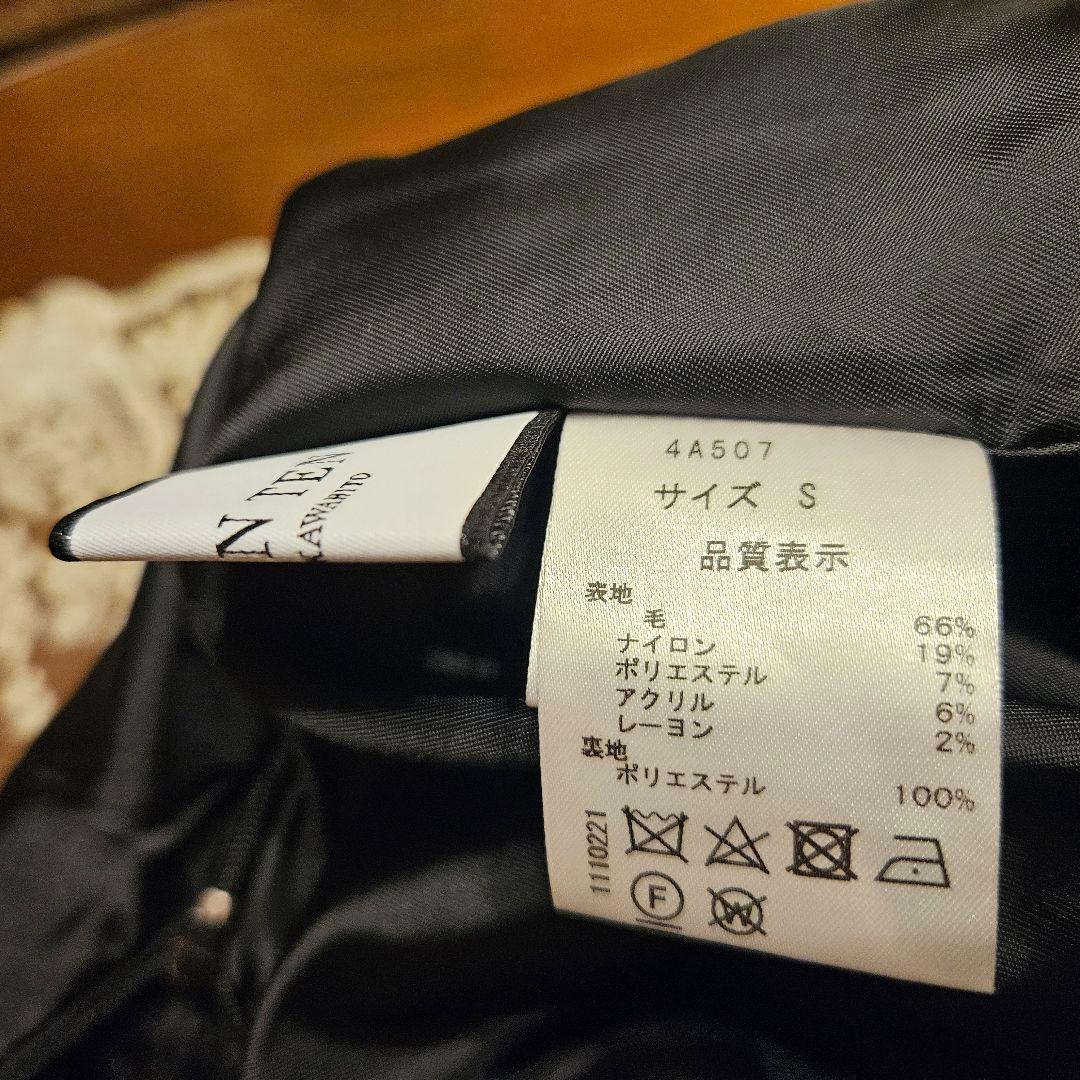 N TEN
KAWAHITO
4A507
サイズ S
品質表示
表地
毛 66%
ナイロン 19%
ポリエステル 7%
アクリル 6%
レーヨン 2%
裏地
ポリエステル 100%
1110221
F
W